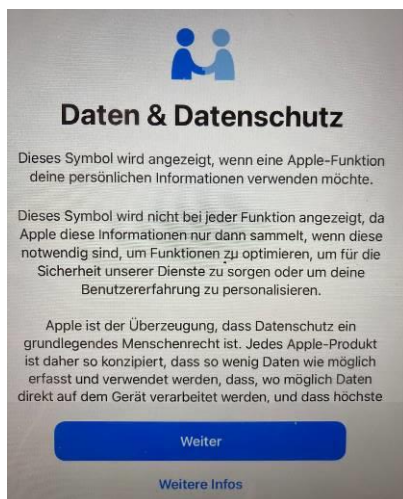 Daten & Datenschutz
Dieses Symbol wird angezeigt, wenn eine Apple-Funktion
deine persönlichen Informationen verwenden möchte.
Dieses Symbol wird nicht bei jeder Funktion angezeigt, da
Apple diese Informationen nur dann sammelt, wenn diese
notwendig sind, um Funktionen zu optimieren, um für die
Sicherheit unserer Dienste zu sorgen oder um deine
Benutzererfahrung zu personalisieren.
Apple ist der Überzeugung, dass Datenschutz ein
grundlegendes Menschenrecht ist. Jedes Apple-Produkt
ist daher so konzipiert, dass so wenig Daten wie möglich
erfasst und verwendet werden, dass, wo möglich Daten
direkt auf dem Gerät verarbeitet werden, und dass höchste
Weiter
Weitere Infos